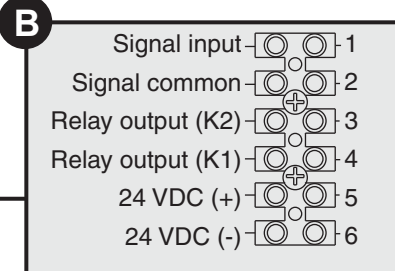 B
Signal input 1
Signal common 2
Relay output (K2) 3
Relay output (K1) 4
24 VDC (+) 5
24 VDC (-) 6